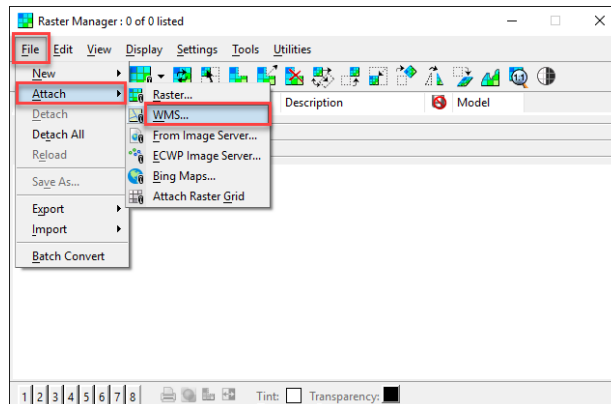 Raster Manager : 0 of 0 listed
File Edit View Display Settings Tools Utilities
New
Attach
Detach
Detach All
Reload
Save As...
Export
Import
Batch Convert
Raster...
WMS...
From Image Server...
ECWP Image Server...
Bing Maps...
Attach Raster Grid
Description Model
1 2 3 4 5 6 7 8 Tint: Transparency: